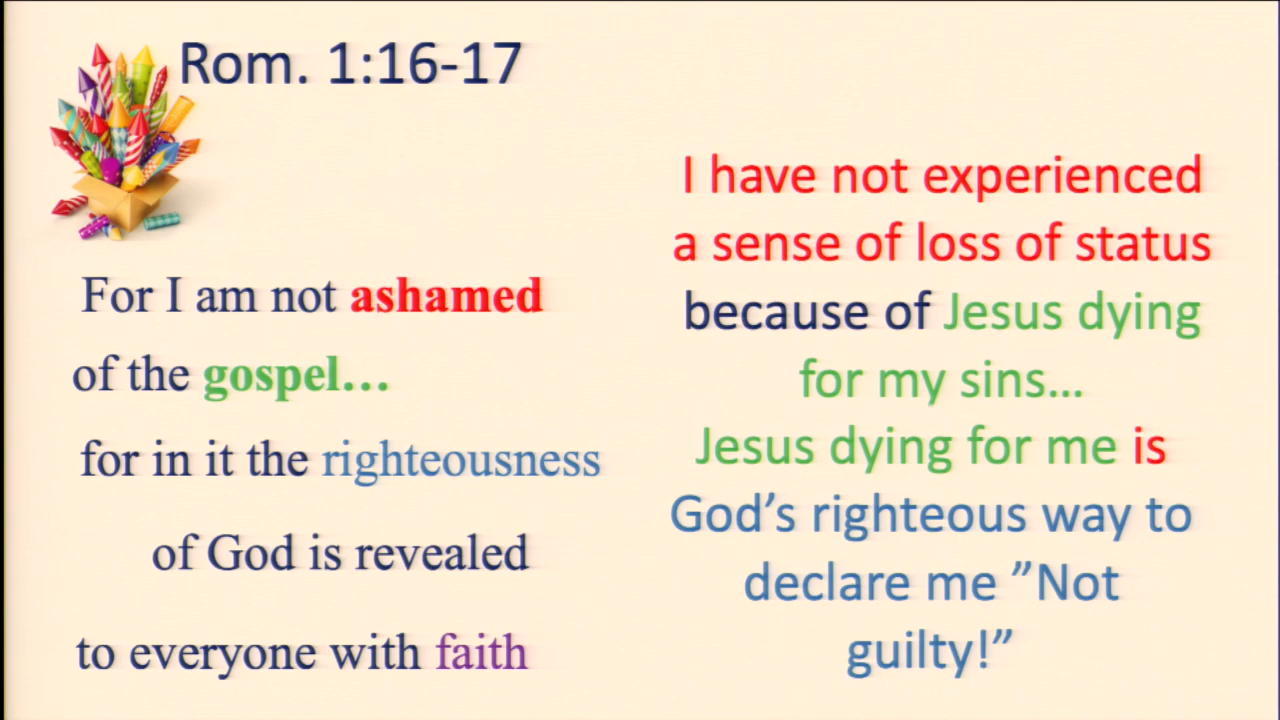 Rom. 1:16-17
For I am not ashamed
of the gospel…
for in it the righteousness
of God is revealed
to everyone with faith
I have not experienced
a sense of loss of status
because of Jesus dying
for my sins…
Jesus dying for me is
God’s righteous way to
declare me ”Not
guilty!”